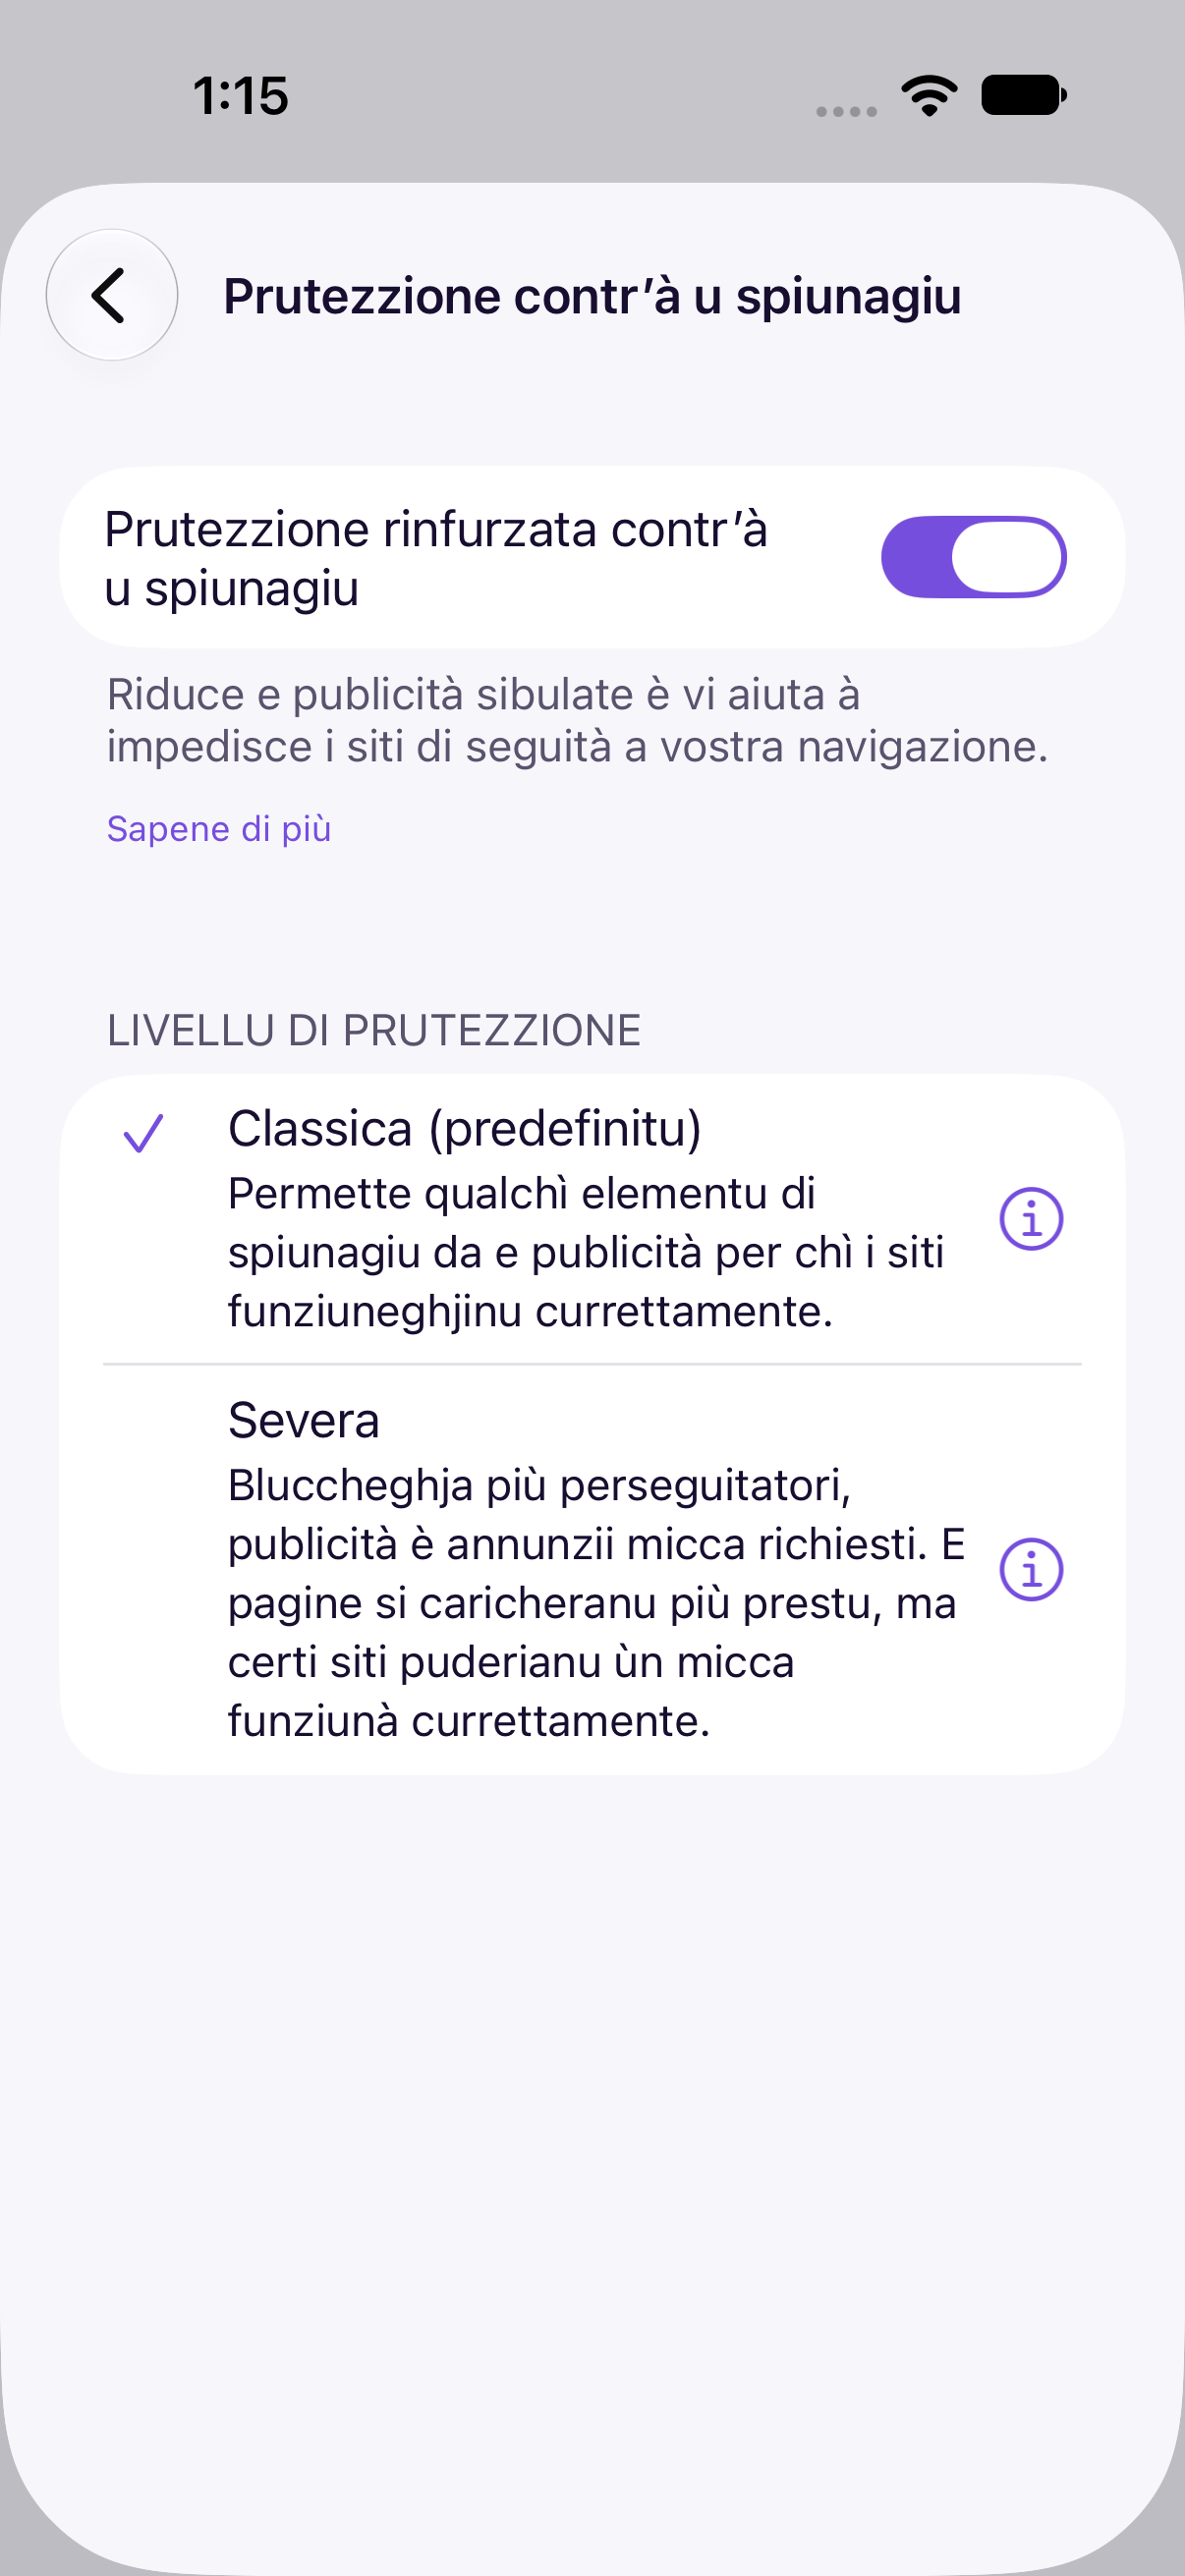 1:15
Prutezzione contr’à u spiunagiu
Prutezzione rinfurzata contr’à
u spiunagiu
Riduce e publicità sibulate è vi aiuta à
impedisce i siti di seguità a vostra navigazione.
Sapene di più
LIVELLU DI PRUTEZZIONE
Classica (predefinitu)
Permette qualchì elementu di
spiunagiu da e publicità per chì i siti
funziuneghjinu currettamente.
Severa
Bluccheghja più perseguitatori,
publicità è annunzii micca richiesti. E
pagine si caricheranu più prestu, ma
certi siti puderianu ùn micca
funziunà currettamente.